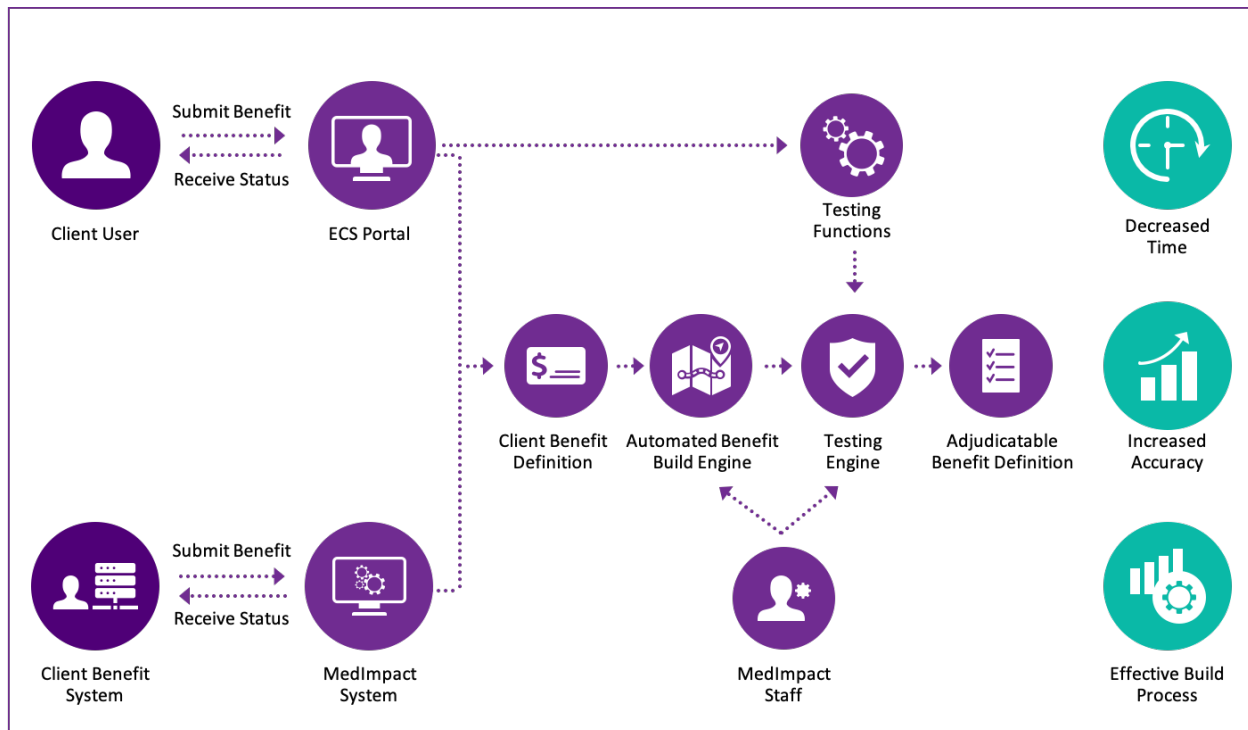 Submit Benefit
Receive Status
Client User
ECS Portal
Testing
Functions
Decreased
Time
$
Client Benefit
Definition
Automated Benefit
Build Engine
Testing
Engine
Adjudicatable
Benefit Definition
Increased
Accuracy
Submit Benefit
Receive Status
Client Benefit
System
MedImpact
System
MedImpact
Staff
Effective Build
Process